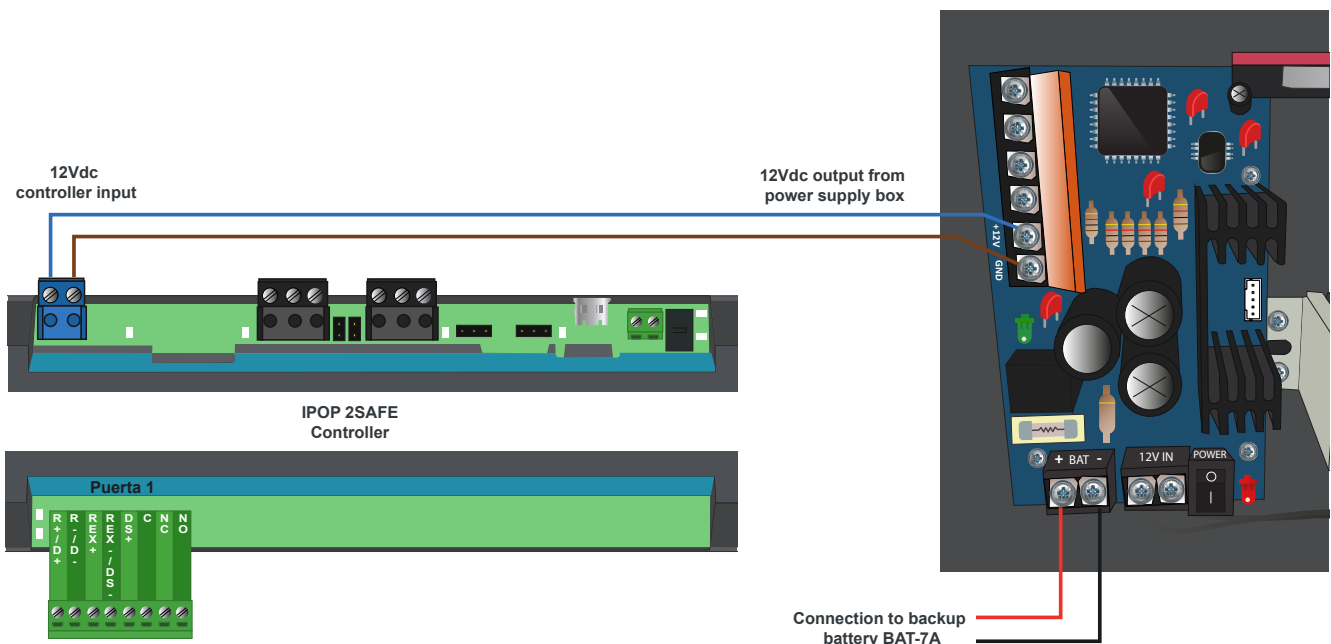 12Vdc
controller input
12Vdc output from
power supply box
+12V
GND
IPOP 2SAFE
Controller
Puerta 1
R+/D+
R-/D-
REX+
REX-/DS-
DS+
C
NC
NO
+ BAT -
12V IN
POWER
Connection to backup
battery BAT-7A